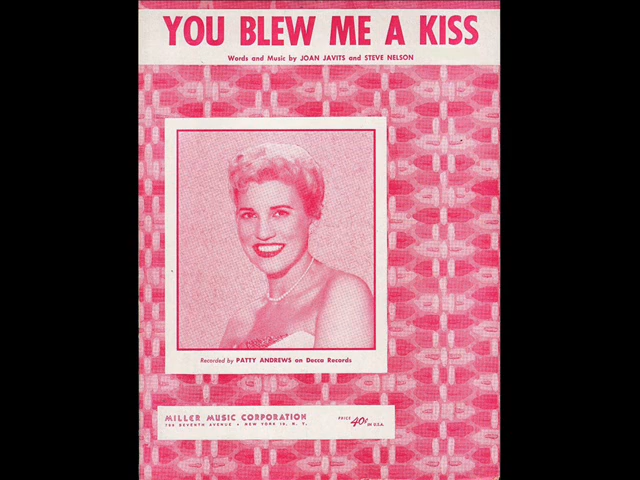 YOU BLEW ME A KISS
Words and Music by JOAN JAVITS and STEVE NELSON
Recorded by PATTY ANDREWS on Decca Records
MILLER MUSIC CORPORATION
PRICE 40¢ IN U.S.A.
799 SEVENTH AVENUE • NEW YORK 19, N. Y.